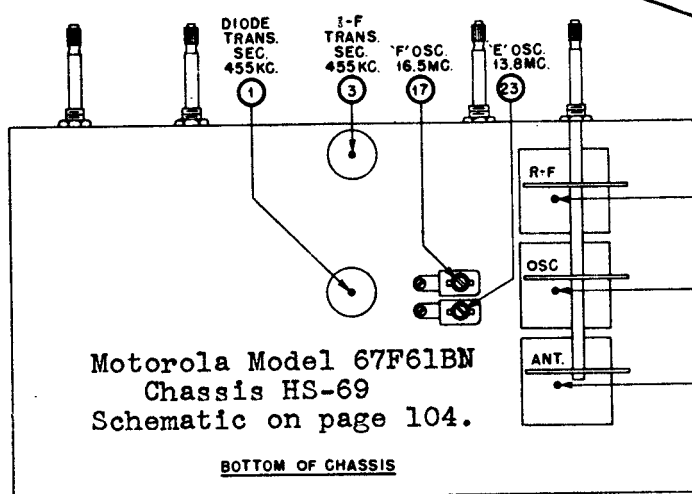 DIODE
TRANS.
SEC.
455KC.
1
I-F
TRANS.
SEC.
455KC.
3
'F' OSC.
16.5MC.
17
'E' OSC.
13.8MC.
23
R-F
OSC
ANT.
Motorola Model 67F61BN
Chassis HS-69
Schematic on page 104.
BOTTOM OF CHASSIS